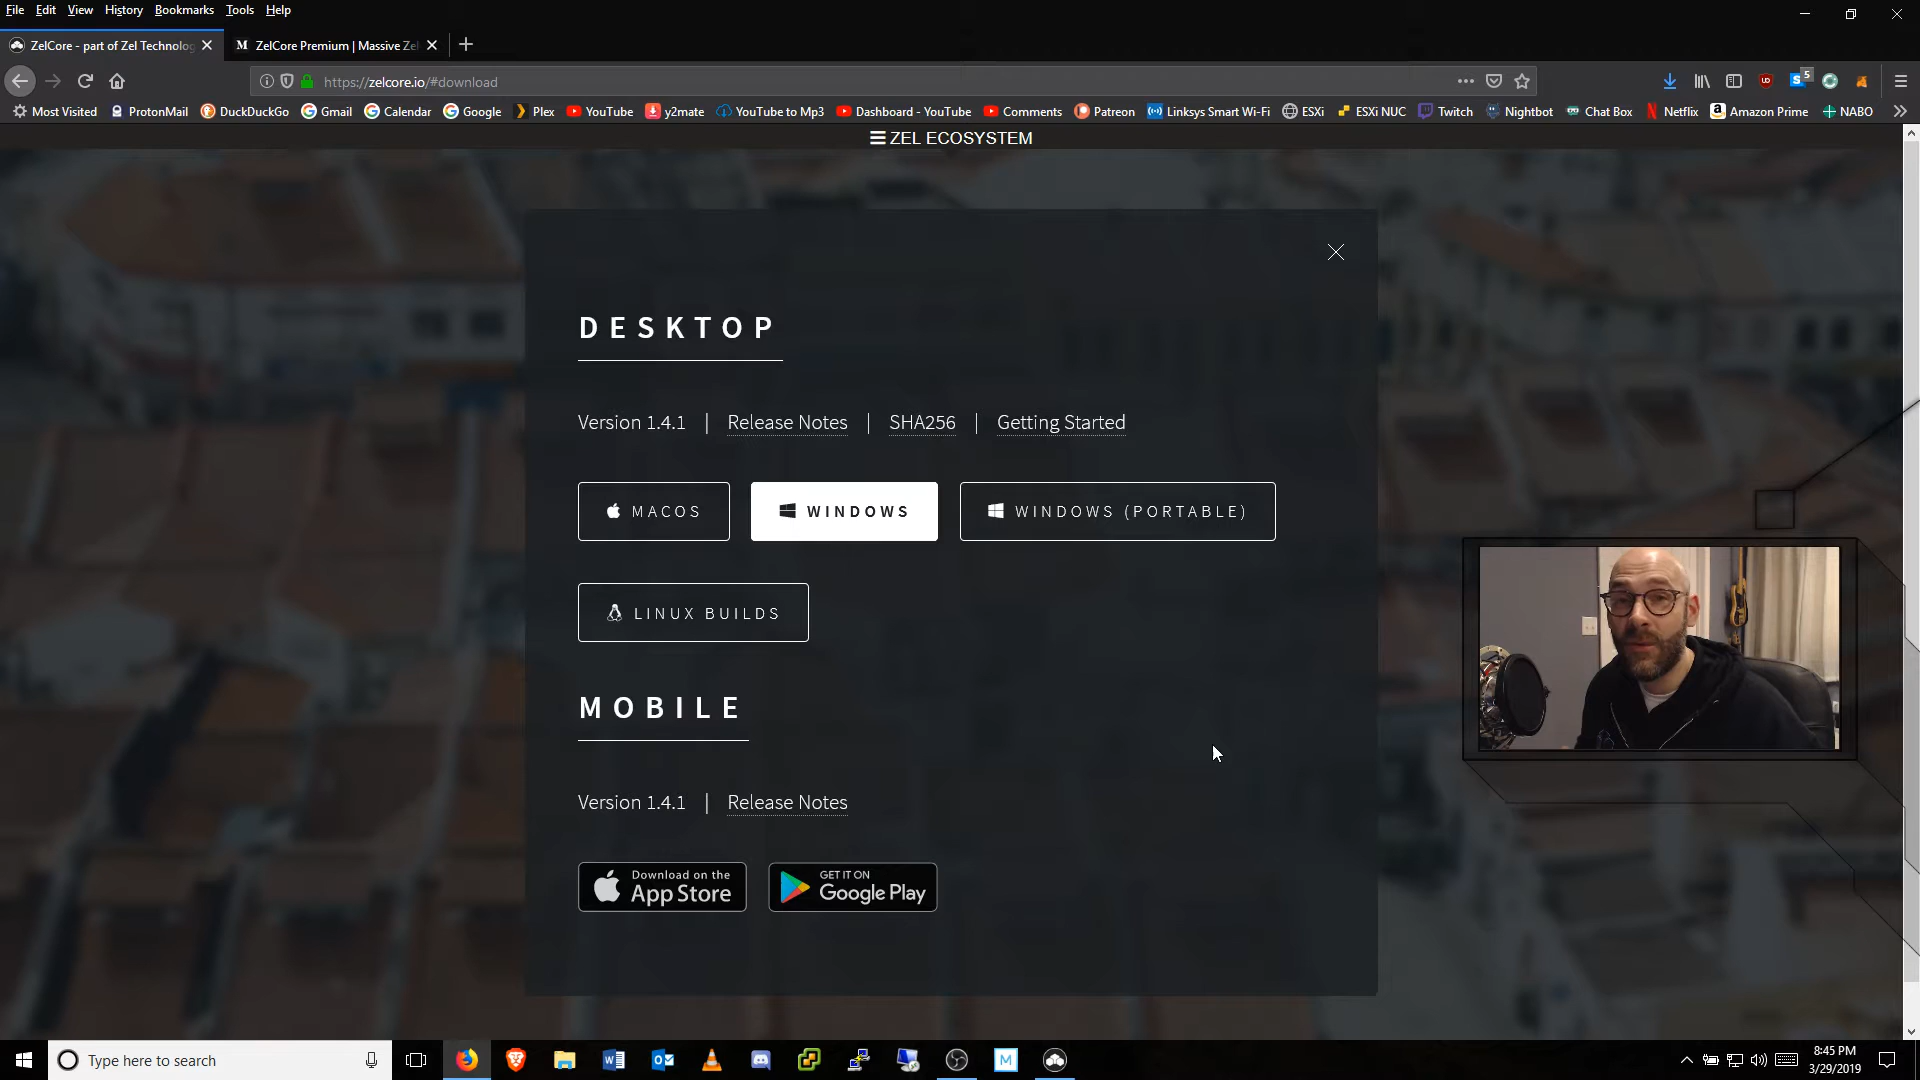 File Edit View History Bookmarks Tools Help
ZelCore - part of Zel Technolog
M ZelCore Premium | Massive Zel
https://zelcore.io/#download
5
Most Visited ProtonMail DuckDuckGo Gmail Calendar Google Plex YouTube y2mate YouTube to Mp3 Dashboard - YouTube Comments Patreon Linksys Smart Wi-Fi ESXi ESXi NUC Twitch Nightbot Chat Box Netflix Amazon Prime NABO
ZEL ECOSYSTEM
DESKTOP
Version 1.4.1 | Release Notes | SHA256 | Getting Started
MACOS WINDOWS WINDOWS (PORTABLE)
LINUX BUILDS
MOBILE
Version 1.4.1 | Release Notes
Download on the GET IT ON
App Store Google Play
Type here to search
8:45 PM
3/29/2019